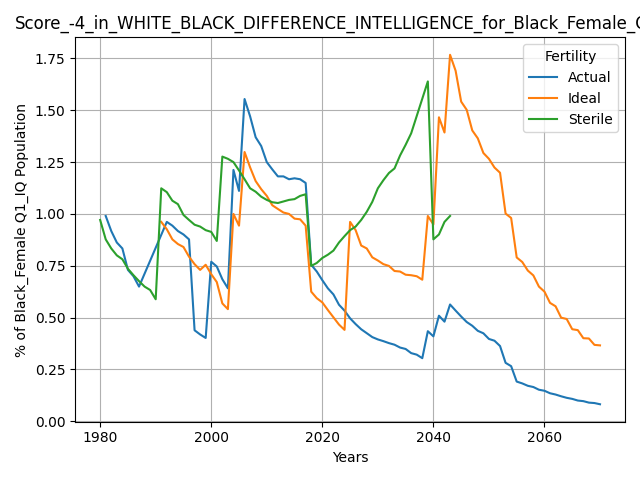 Score_-4_in_WHITE_BLACK_DIFFERENCE_INTELLIGENCE_for_Black_Female_
Fertility
Actual
Ideal
Sterile
% of Black_Female Q1_IQ Population
1.75
1.50
1.25
1.00
0.75
0.50
0.25
0.00
1980
2000
2020
2040
2060
Years